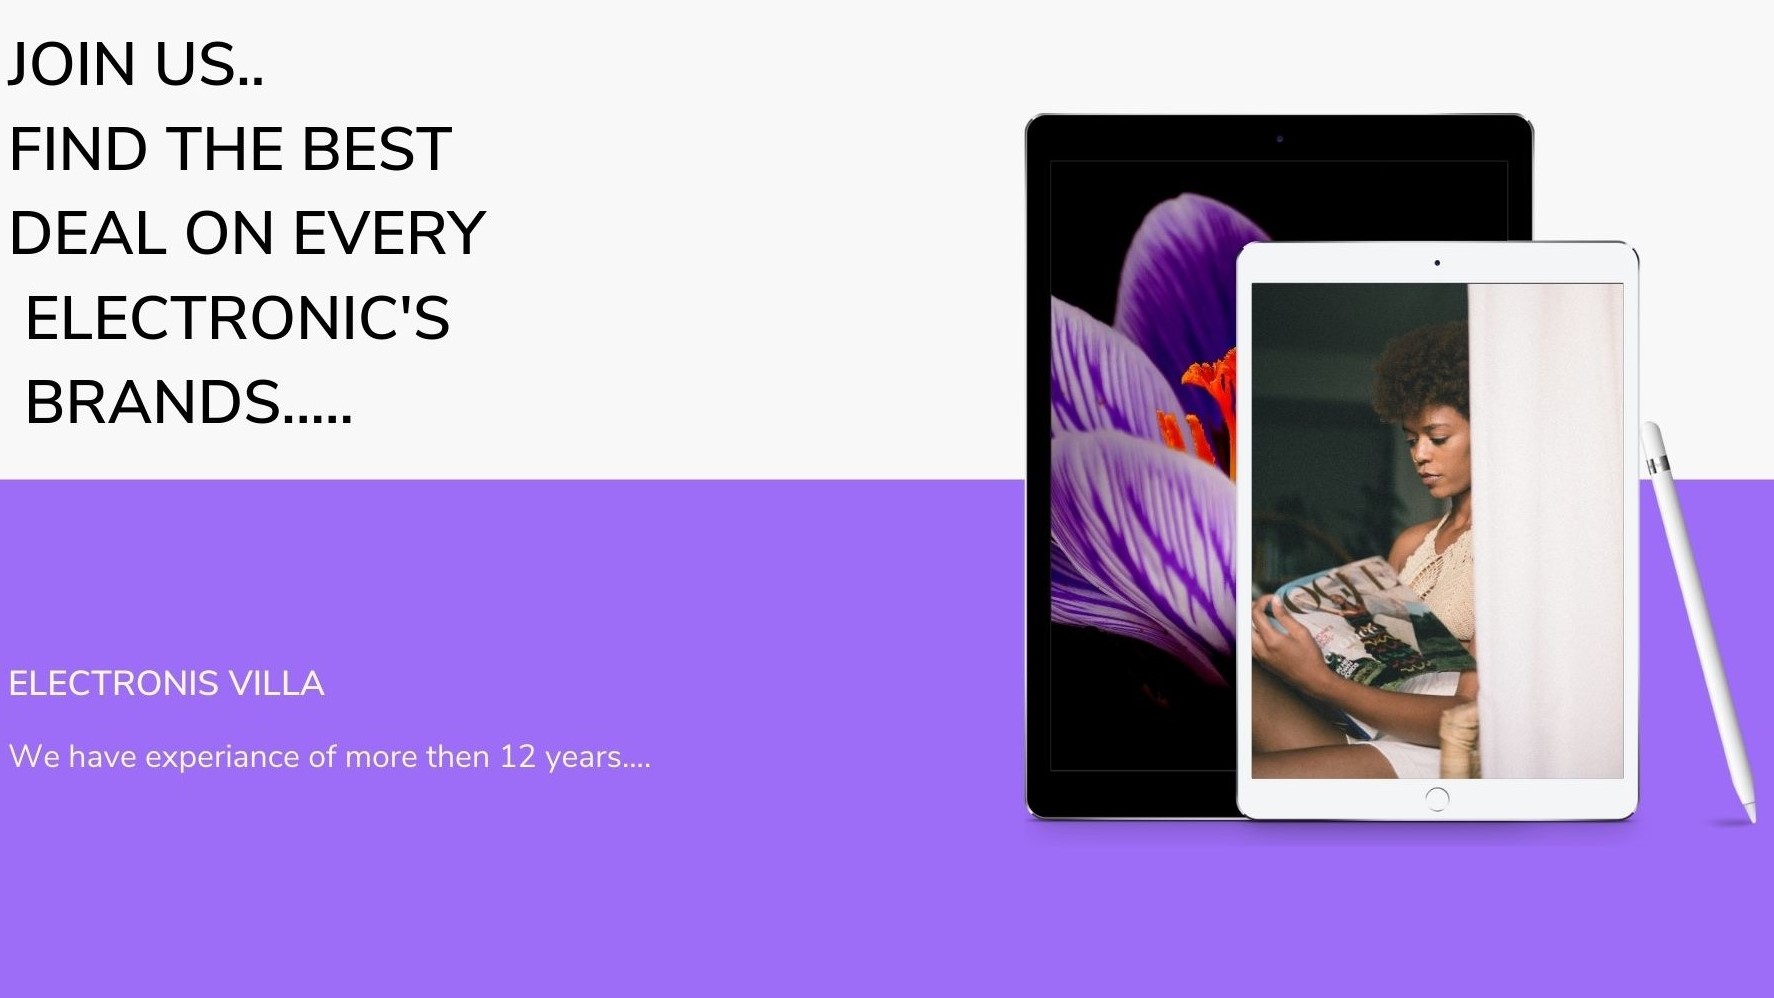 JOIN US..
FIND THE BEST
DEAL ON EVERY
ELECTRONIC'S
BRANDS.....
ELECTRONIS VILLA
We have experiance of more then 12 years....
VOGUE